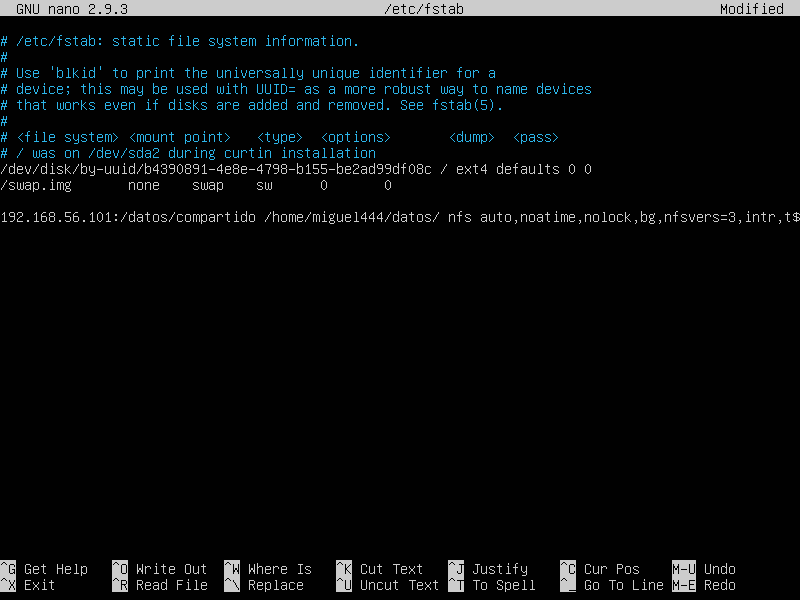 GNU nano 2.9.3 /etc/fstab Modified
# /etc/fstab: static file system information.
#
# Use 'blkid' to print the universally unique identifier for a
# device; this may be used with UUID= as a more robust way to name devices
# that works even if disks are added and removed. See fstab(5).
#
# <file system> <mount point> <type> <options> <dump> <pass>
# / was on /dev/sda2 during curtin installation
/dev/disk/by-uuid/b4390891-4e8e-4798-b155-be2ad99df08c / ext4 defaults 0 0
/swap.img none swap sw 0 0
192.168.56.101:/datos/compartido /home/miguel444/datos/ nfs auto,noatime,nolock,bg,nfsvers=3,intr,t$
^G Get Help ^O Write Out ^W Where Is ^K Cut Text ^J Justify ^C Cur Pos M-U Undo
^X Exit ^R Read File ^\ Replace ^U Uncut Text ^T To Spell ^_ Go To Line M-E Redo